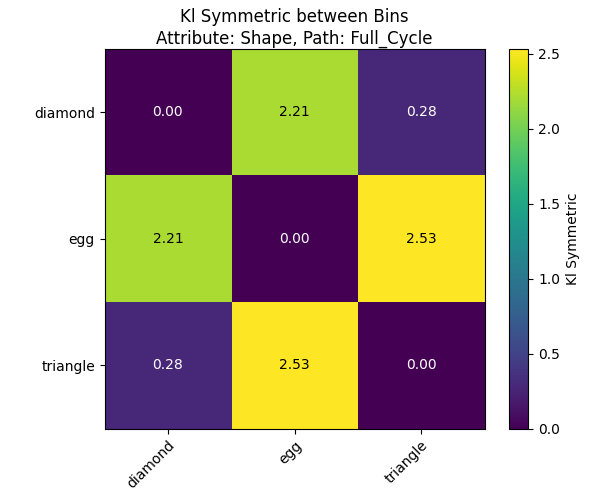 Kl Symmetric between Bins
Attribute: Shape, Path: Full_Cycle
diamond
0.00
2.21
0.28
egg
2.21
0.00
2.53
triangle
0.28
2.53
0.00
diamond
egg
triangle
2.5
2.0
1.5
1.0
0.5
0.0
Kl Symmetric